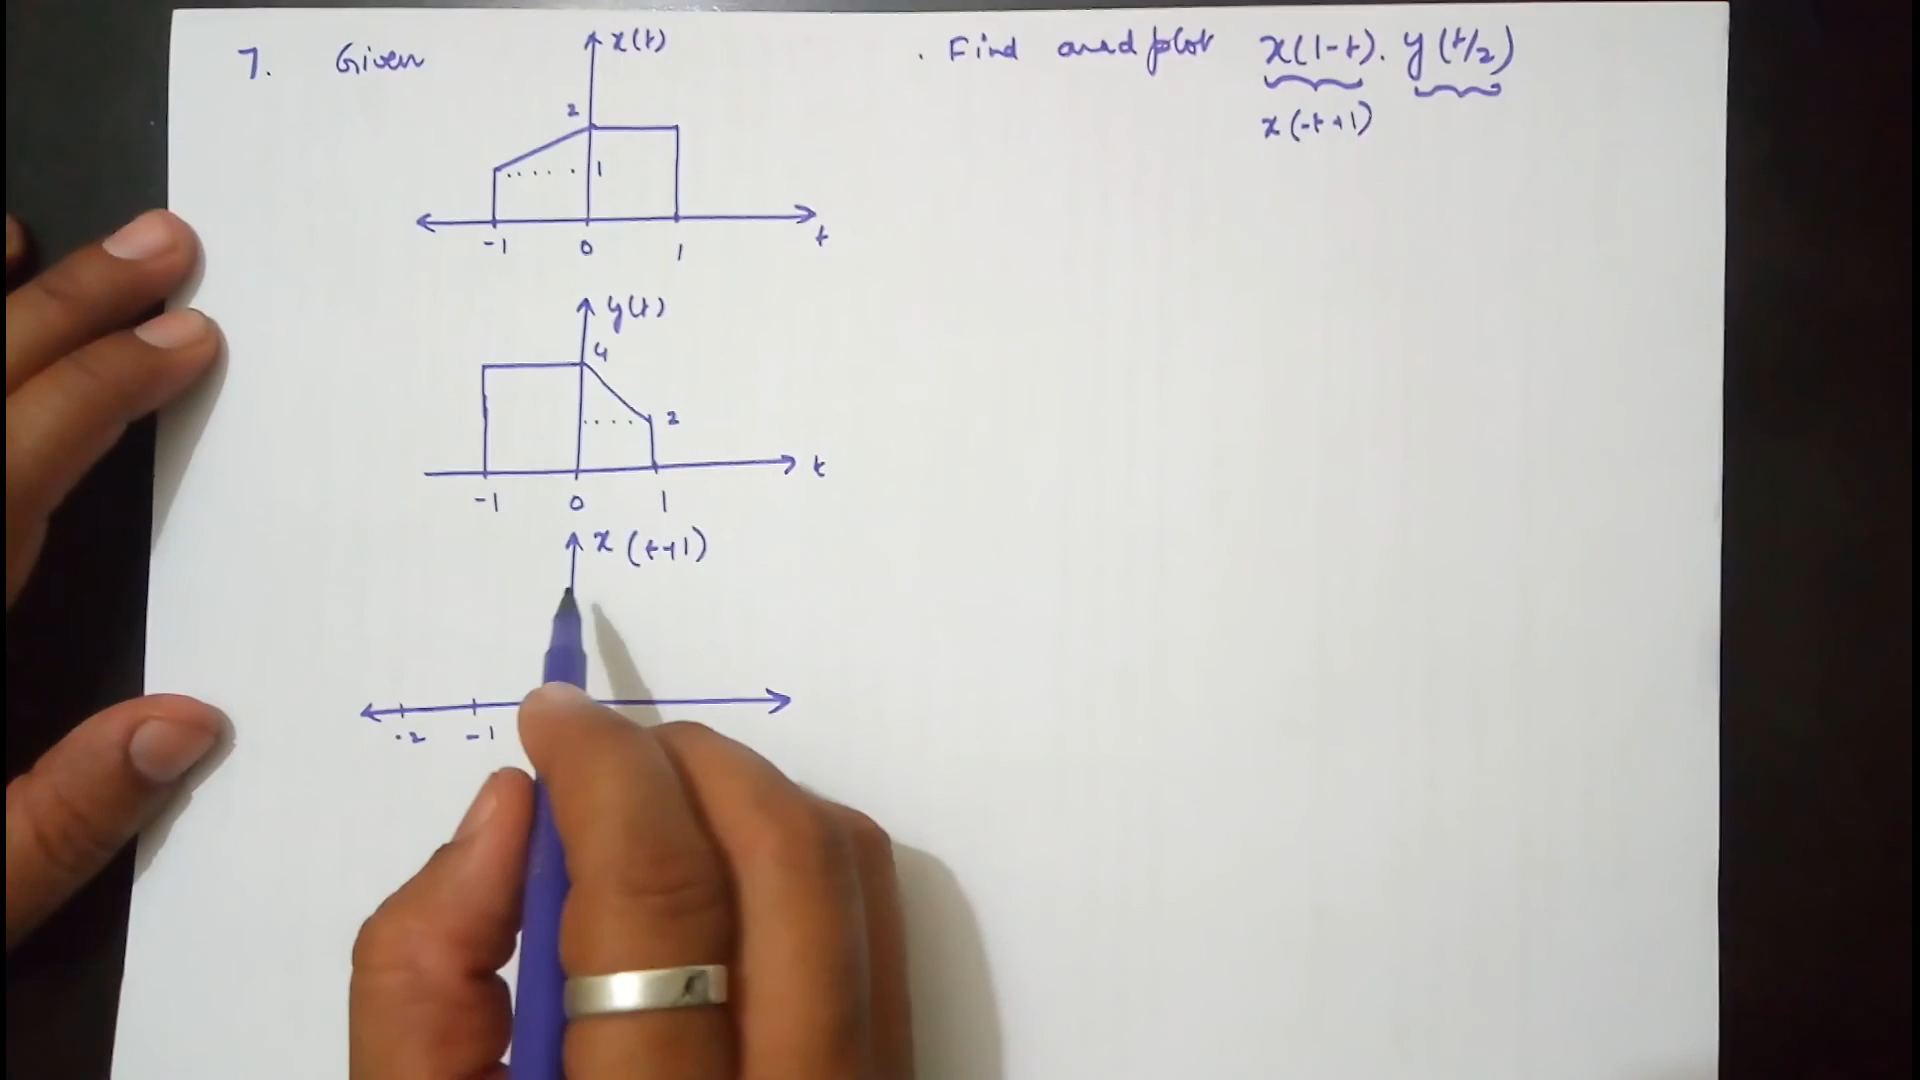 7. Given
x(t)
2
1
-1 0 1 t
y(t)
4
2
-1 0 1 t
x (t+1)
-2 -1
. Find and plot x(1-t). y(t/2)
x(-t+1)